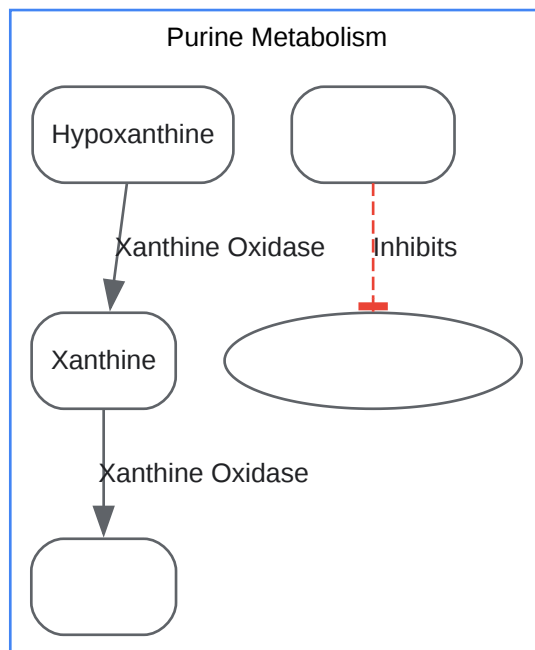 Purine Metabolism
Hypoxanthine
Xanthine Oxidase
Inhibits
Xanthine
Xanthine Oxidase